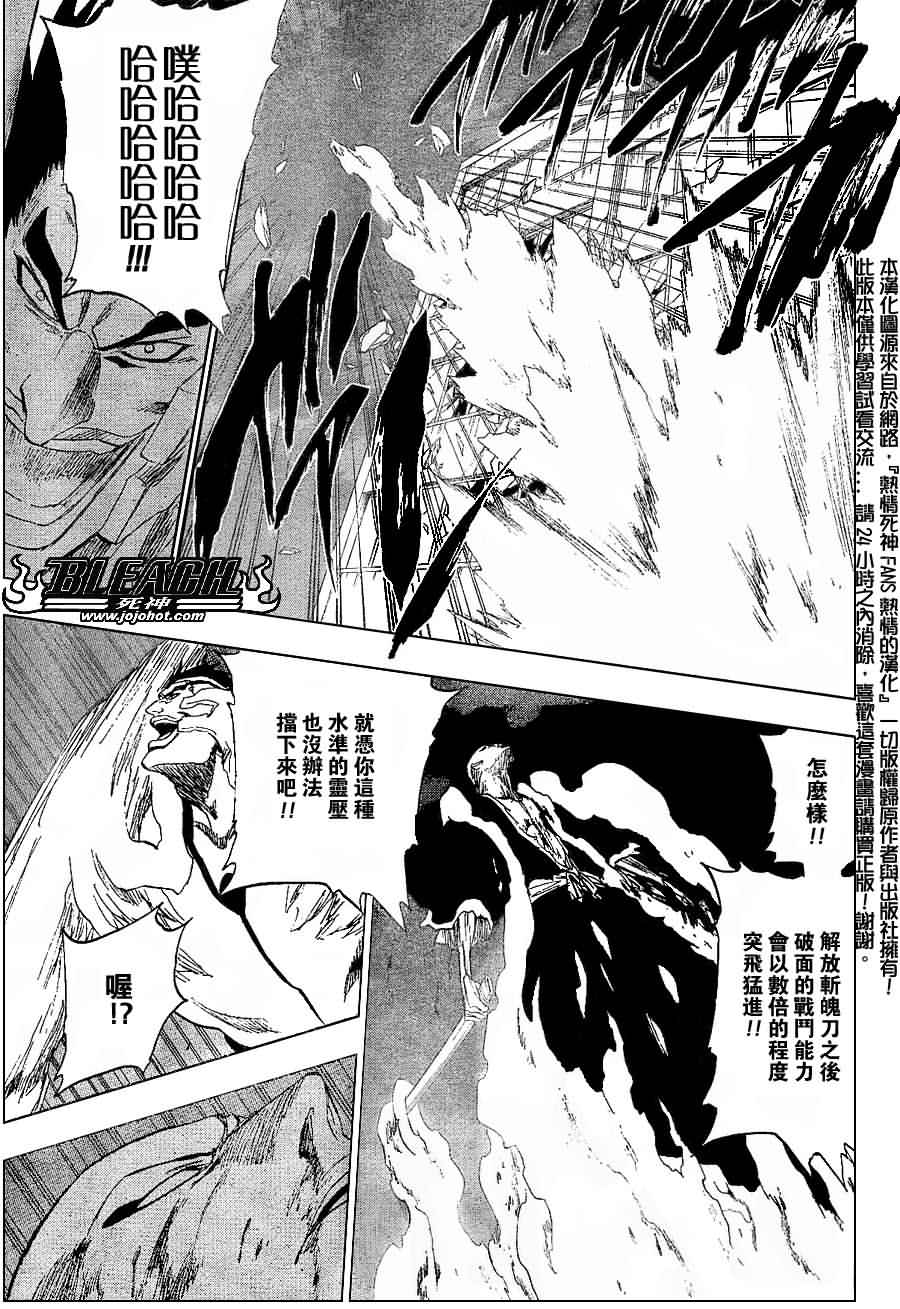 噗哈哈哈哈
哈哈哈哈哈!!!
怎麼樣!!
解放斬魄刀之後
破面的戰鬥能力
會以數倍的程度
突飛猛進!!
就憑你這種
水準的靈壓
也沒辦法
擋下來吧!!
喔!?
BLEACH
死神
www.jojohot.com
本漢化圖源來自於網路，『熱情死神 FANS 熱情的漢化』一切版權歸原作者與出版社擁有！
此版本僅供學習試看交流... 請 24 小時之內消除，喜歡這套漫畫請購買正版！謝謝。